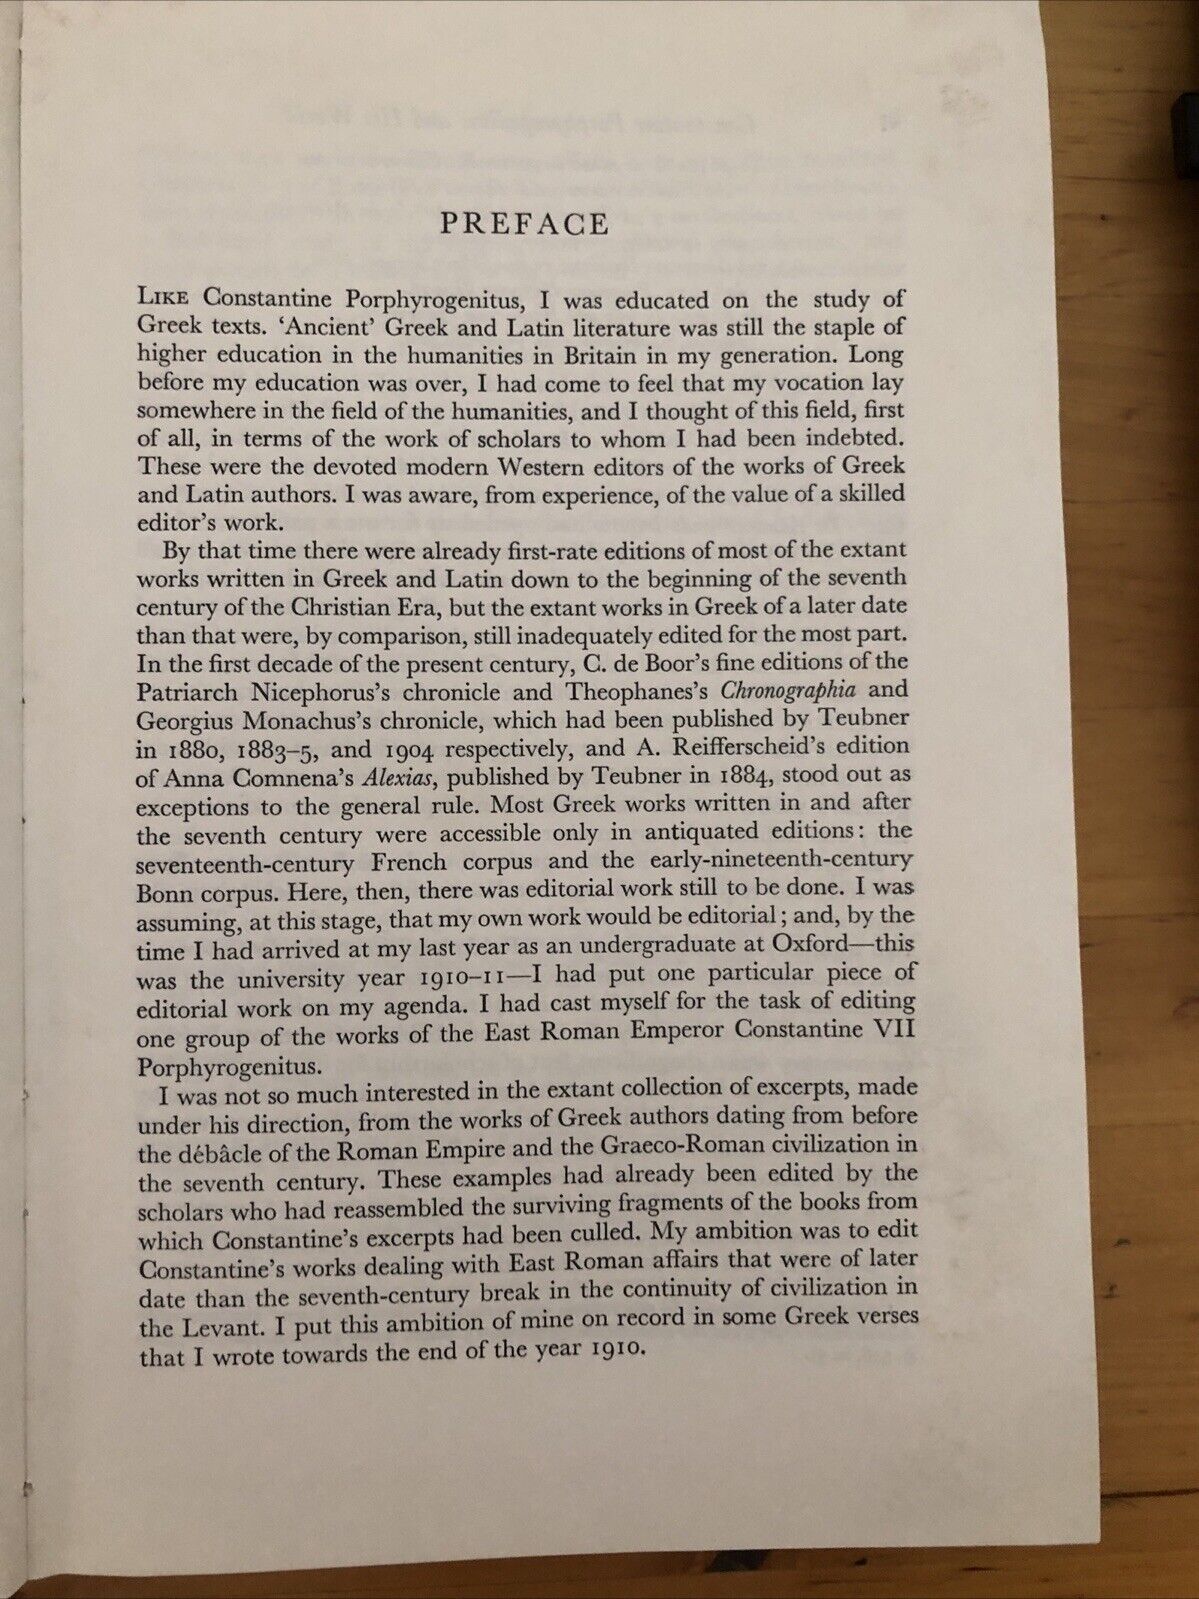 PREFACE
LIKE Constantine Porphyrogenitus, I was educated on the study of
Greek texts. ‘Ancient’ Greek and Latin literature was still the staple of
higher education in the humanities in Britain in my generation. Long
before my education was over, I had come to feel that my vocation lay
somewhere in the field of the humanities, and I thought of this field, first
of all, in terms of the work of scholars to whom I had been indebted.
These were the devoted modern Western editors of the works of Greek
and Latin authors. I was aware, from experience, of the value of a skilled
editor’s work.
By that time there were already first-rate editions of most of the extant
works written in Greek and Latin down to the beginning of the seventh
century of the Christian Era, but the extant works in Greek of a later date
than that were, by comparison, still inadequately edited for the most part.
In the first decade of the present century, C. de Boor’s fine editions of the
Patriarch Nicephorus’s chronicle and Theophanes’s Chronographia and
Georgius Monachus’s chronicle, which had been published by Teubner
in 1880, 1883–5, and 1904 respectively, and A. Reifferscheid’s edition
of Anna Comnena’s Alexias, published by Teubner in 1884, stood out as
exceptions to the general rule. Most Greek works written in and after
the seventh century were accessible only in antiquated editions: the
seventeenth-century French corpus and the early-nineteenth-century
Bonn corpus. Here, then, there was editorial work still to be done. I was
assuming, at this stage, that my own work would be editorial; and, by the
time I had arrived at my last year as an undergraduate at Oxford—this
was the university year 1910–11—I had put one particular piece of
editorial work on my agenda. I had cast myself for the task of editing
one group of the works of the East Roman Emperor Constantine VII
Porphyrogenitus.
I was not so much interested in the extant collection of excerpts, made
under his direction, from the works of Greek authors dating from before
the débâcle of the Roman Empire and the Graeco-Roman civilization in
the seventh century. These examples had already been edited by the
scholars who had reassembled the surviving fragments of the books from
which Constantine’s excerpts had been culled. My ambition was to edit
Constantine’s works dealing with East Roman affairs that were of later
date than the seventh-century break in the continuity of civilization in
the Levant. I put this ambition of mine on record in some Greek verses
that I wrote towards the end of the year 1910.